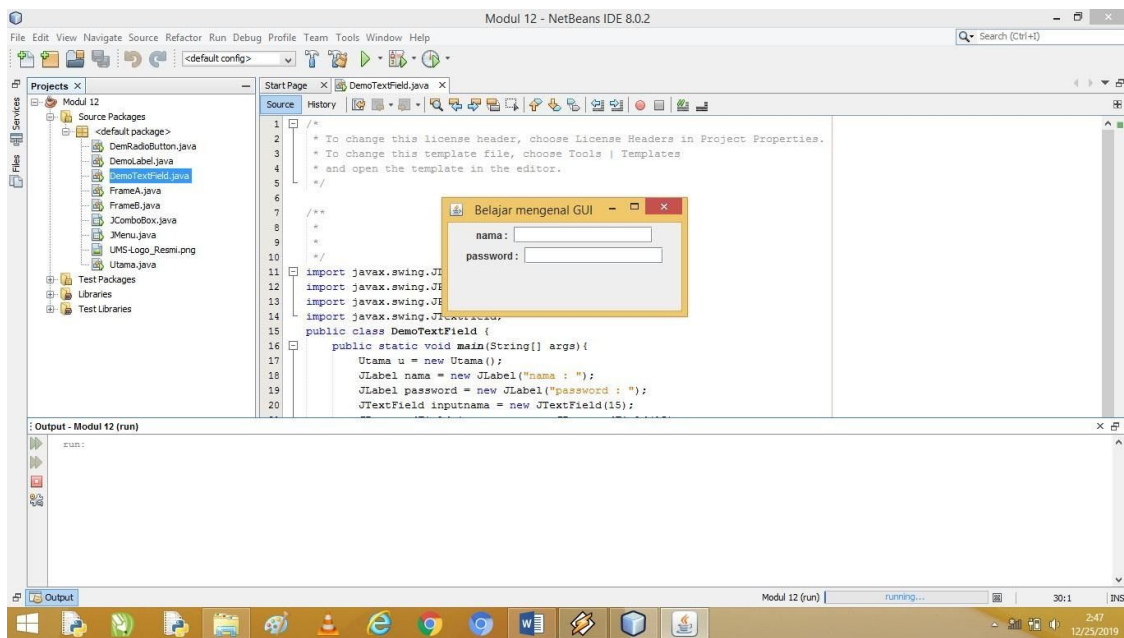 Modul 12 - NetBeans IDE 8.0.2
File Edit View Navigate Source Refactor Run Debug Profile Team Tools Window Help
Search (Ctrl+I)
<default config>
Projects
Services
Files
Modul 12
Source Packages
<default package>
DemRadioButton.java
DemoLabel.java
DemoTextField.java
FrameA.java
FrameB.java
JComboBox.java
JMenu.java
UMS-Logo_Resmi.png
Utama.java
Test Packages
Libraries
Test Libraries
Start Page DemoTextField.java
Source History
1 /*
2 * To change this license header, choose License Headers in Project Properties.
3 * To change this template file, choose Tools | Templates
4 * and open the template in the editor.
5 */
6
7 /**
8 *
9 *
10 */
11 import
12 import
13 import
14 import
15 public class DemoTextField {
16 public static void main(String[] args){
17 Utama u = new Utama();
18 JLabel nama = new JLabel("nama : ");
19 JLabel password = new JLabel("password : ");
20 JTextField inputnama = new JTextField(15);
Belajar mengenal GUI
nama :
password :
Output - Modul 12 (run)
run:
Output
Modul 12 (run) running... 30:1 INS
2:47
12/25/2019